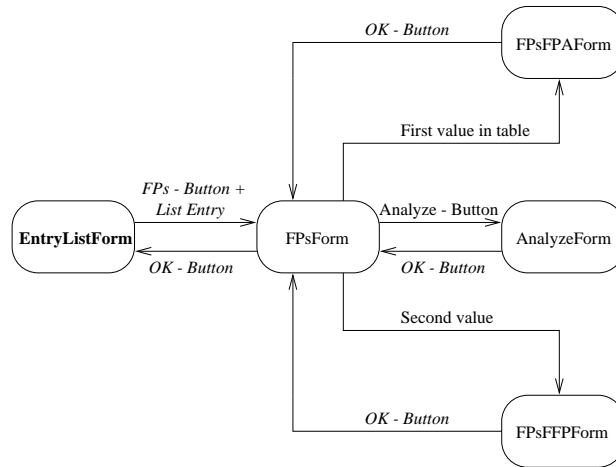 OK - Button
FPsFPAForm
First value in table
FPs - Button +
List Entry
Analyze - Button
EntryListForm
FPsForm
AnalyzeForm
OK - Button
OK - Button
Second value
OK - Button
FPsFFPForm